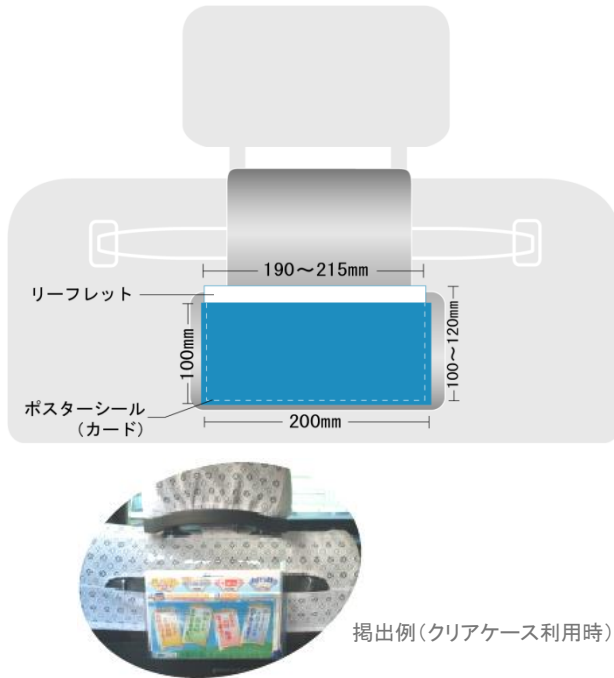 190～215mm
リーフレット
100mm
100～120mm
ポスターシール
(カード)
200mm
掲出例(クリアケース利用時)